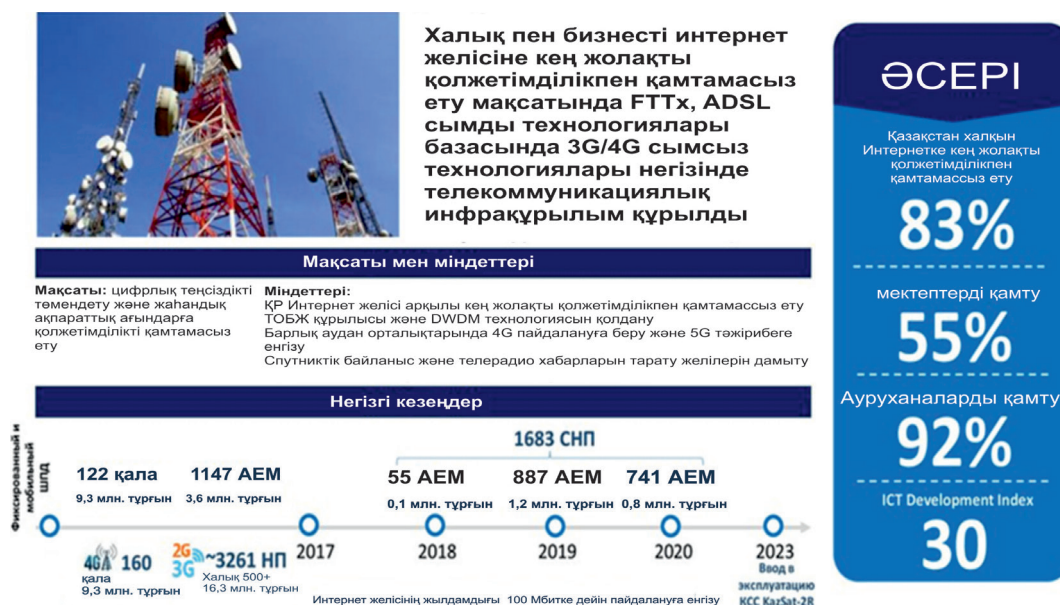 Халық пен бизнесті интернет
желісіне кең жолақты
қолжетімділікпен қамтамасыз
ету мақсатында FTTx, ADSL
сымды технологиялары
базасында 3G/4G сымсыз
технологиялары негізінде
телекоммуникациялық
инфрақұрылым құрылды
Мақсаты мен міндеттері
Мақсаты: цифрлық теңсіздікті
төмендету және жаһандық
ақпараттық ағындарға
қолжетімділікті қамтамасыз
ету
Міндеттері:
ҚР Интернет желісі арқылы кең жолақты қолжетімділікпен қамтамассыз ету
ТОБЖ құрылысы және DWDM технологиясын қолдану
Барлық аудан орталықтарында 4G пайдалануға беру және 5G тәжірибеге
енгізу
Спутниктік байланыс және телерадио хабарларын тарату желілерін дамыту
Негізгі кезеңдер
Фиксированный и
мобильный
ШПД
1683 СНП
122 қала
9,3 млн. тұрғын
1147 АЕМ
3,6 млн. тұрғын
55 АЕМ
0,1 млн. тұрғын
887 АЕМ
1,2 млн. тұрғын
741 АЕМ
0,8 млн. тұрғын
2017
2018
2019
2020
2023
4G 160
қала
9,3 млн. тұрғын
2G
3G
~3261 НП
Халық 500+
16,3 млн. тұрғын
Ввод в
эксплуатацию
КСС KazSat-2R
Интернет желісінің жылдамдығы 100 Мбитке дейін пайдалануға енгізу
ӘСЕРІ
Қазақстан халқын
Интернетке кең жолақты
қолжетімділікпен
қамтамассыз ету
83%
мектептерді қамту
55%
Ауруханаларды қамту
92%
ICT Development Index
30